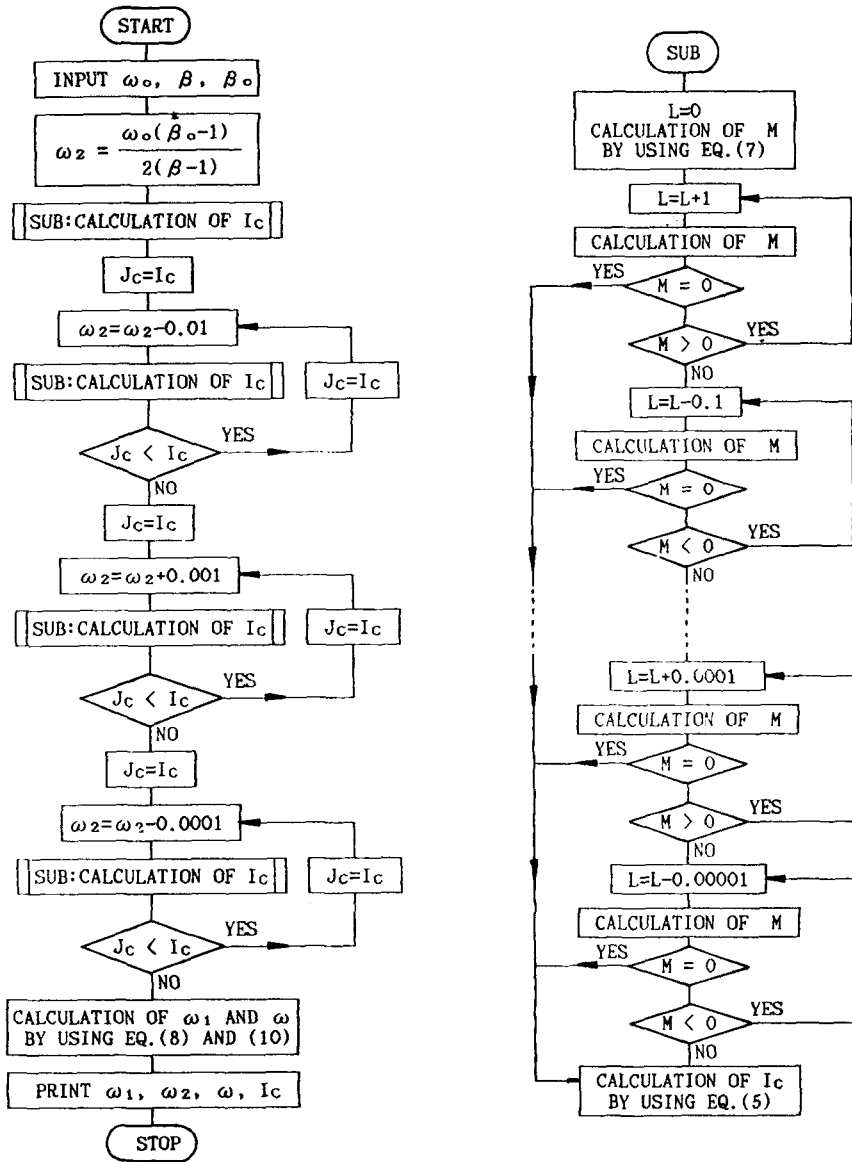 START
INPUT ω₀, β, β₀
ω₂ = ω₀(β₀-1) / 2(β-1)
SUB:CALCULATION OF Ic
Jc=Ic
ω₂=ω₂-0.01
SUB:CALCULATION OF Ic
Jc=Ic
Jc < Ic
YES
NO
Jc=Ic
ω₂=ω₂+0.001
SUB:CALCULATION OF Ic
Jc=Ic
Jc < Ic
YES
NO
Jc=Ic
ω₂=ω₂-0.0001
SUB:CALCULATION OF Ic
Jc=Ic
Jc < Ic
YES
NO
CALCULATION OF ω₁ AND ω
BY USING EQ.(8) AND (10)
PRINT ω₁, ω₂, ω, Ic
STOP
SUB
L=0
CALCULATION OF M
BY USING EQ.(7)
L=L+1
CALCULATION OF M
YES
M = 0
M > 0
YES
NO
L=L-0.1
CALCULATION OF M
YES
M = 0
M < 0
YES
NO
L=L+0.0001
CALCULATION OF M
YES
M = 0
M > 0
YES
NO
L=L-0.00001
CALCULATION OF M
YES
M = 0
M < 0
YES
NO
CALCULATION OF Ic
BY USING EQ.(5)